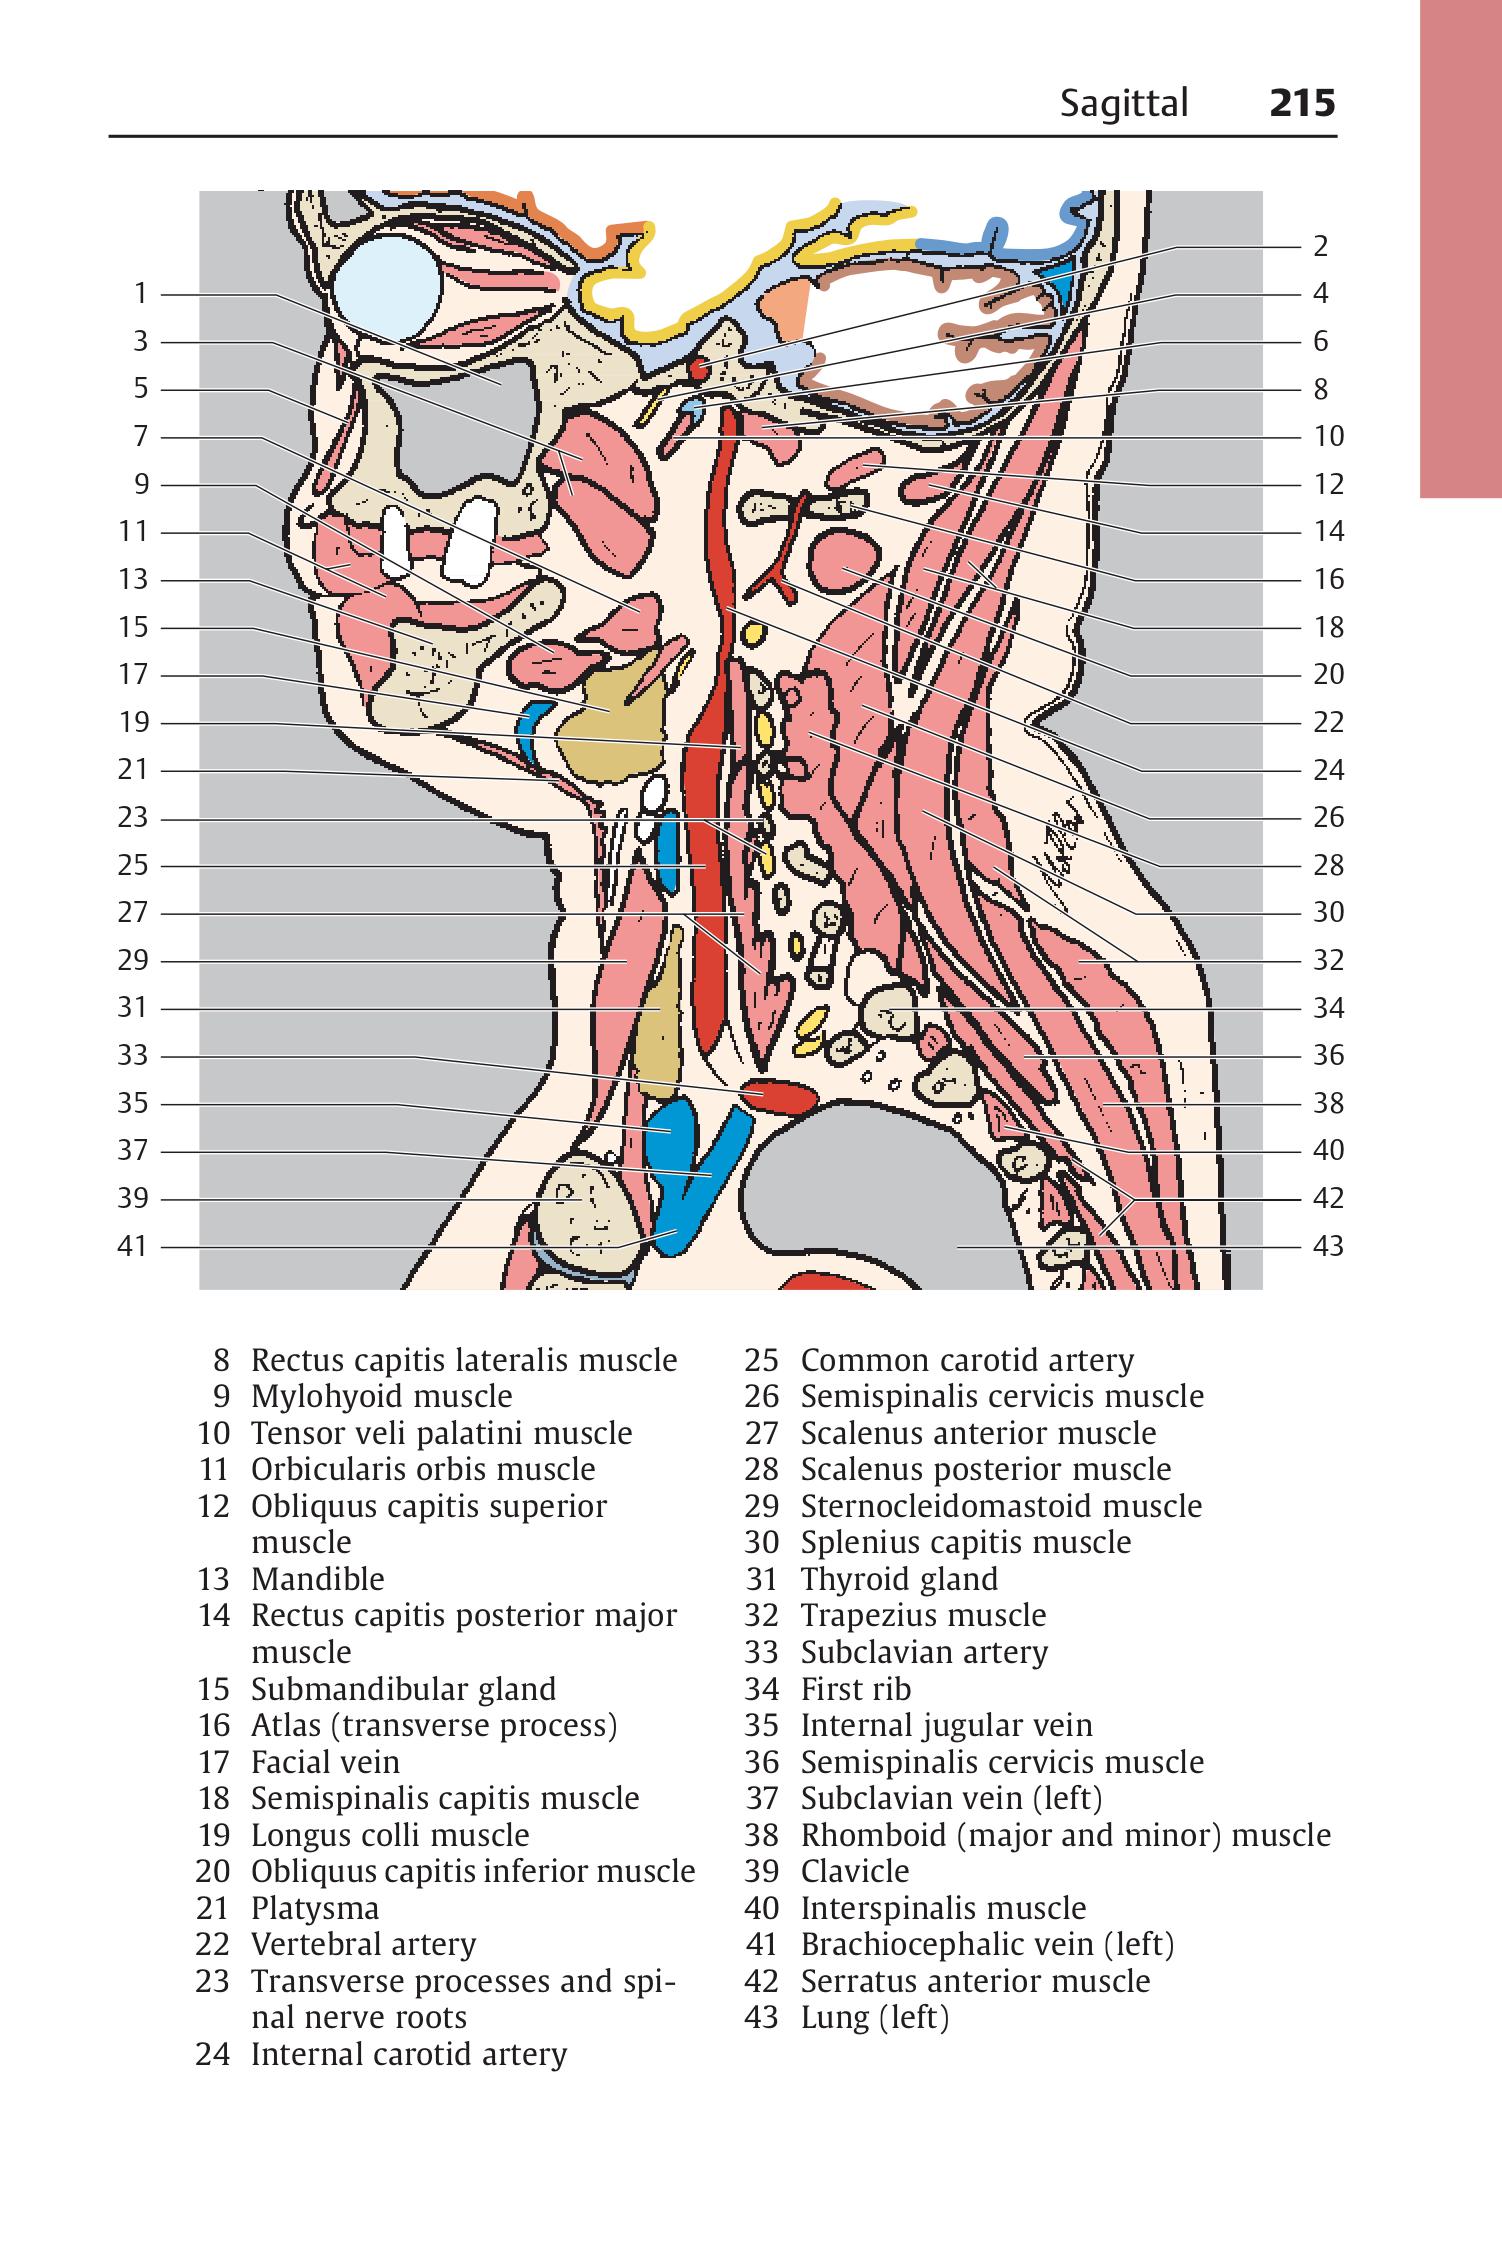 Sagittal 215
1
3
5
7
9
11
13
15
17
19
21
23
25
27
29
31
33
35
37
39
41
2
4
6
8
10
12
14
16
18
20
22
24
26
28
30
32
34
36
38
40
42
43
8 Rectus capitis lateralis muscle
9 Mylohyoid muscle
10 Tensor veli palatini muscle
11 Orbicularis orbis muscle
12 Obliquus capitis superior
muscle
13 Mandible
14 Rectus capitis posterior major
muscle
15 Submandibular gland
16 Atlas (transverse process)
17 Facial vein
18 Semispinalis capitis muscle
19 Longus colli muscle
20 Obliquus capitis inferior muscle
21 Platysma
22 Vertebral artery
23 Transverse processes and spi-
nal nerve roots
24 Internal carotid artery
25 Common carotid artery
26 Semispinalis cervicis muscle
27 Scalenus anterior muscle
28 Scalenus posterior muscle
29 Sternocleidomastoid muscle
30 Splenius capitis muscle
31 Thyroid gland
32 Trapezius muscle
33 Subclavian artery
34 First rib
35 Internal jugular vein
36 Semispinalis cervicis muscle
37 Subclavian vein (left)
38 Rhomboid (major and minor) muscle
39 Clavicle
40 Interspinalis muscle
41 Brachiocephalic vein (left)
42 Serratus anterior muscle
43 Lung (left)